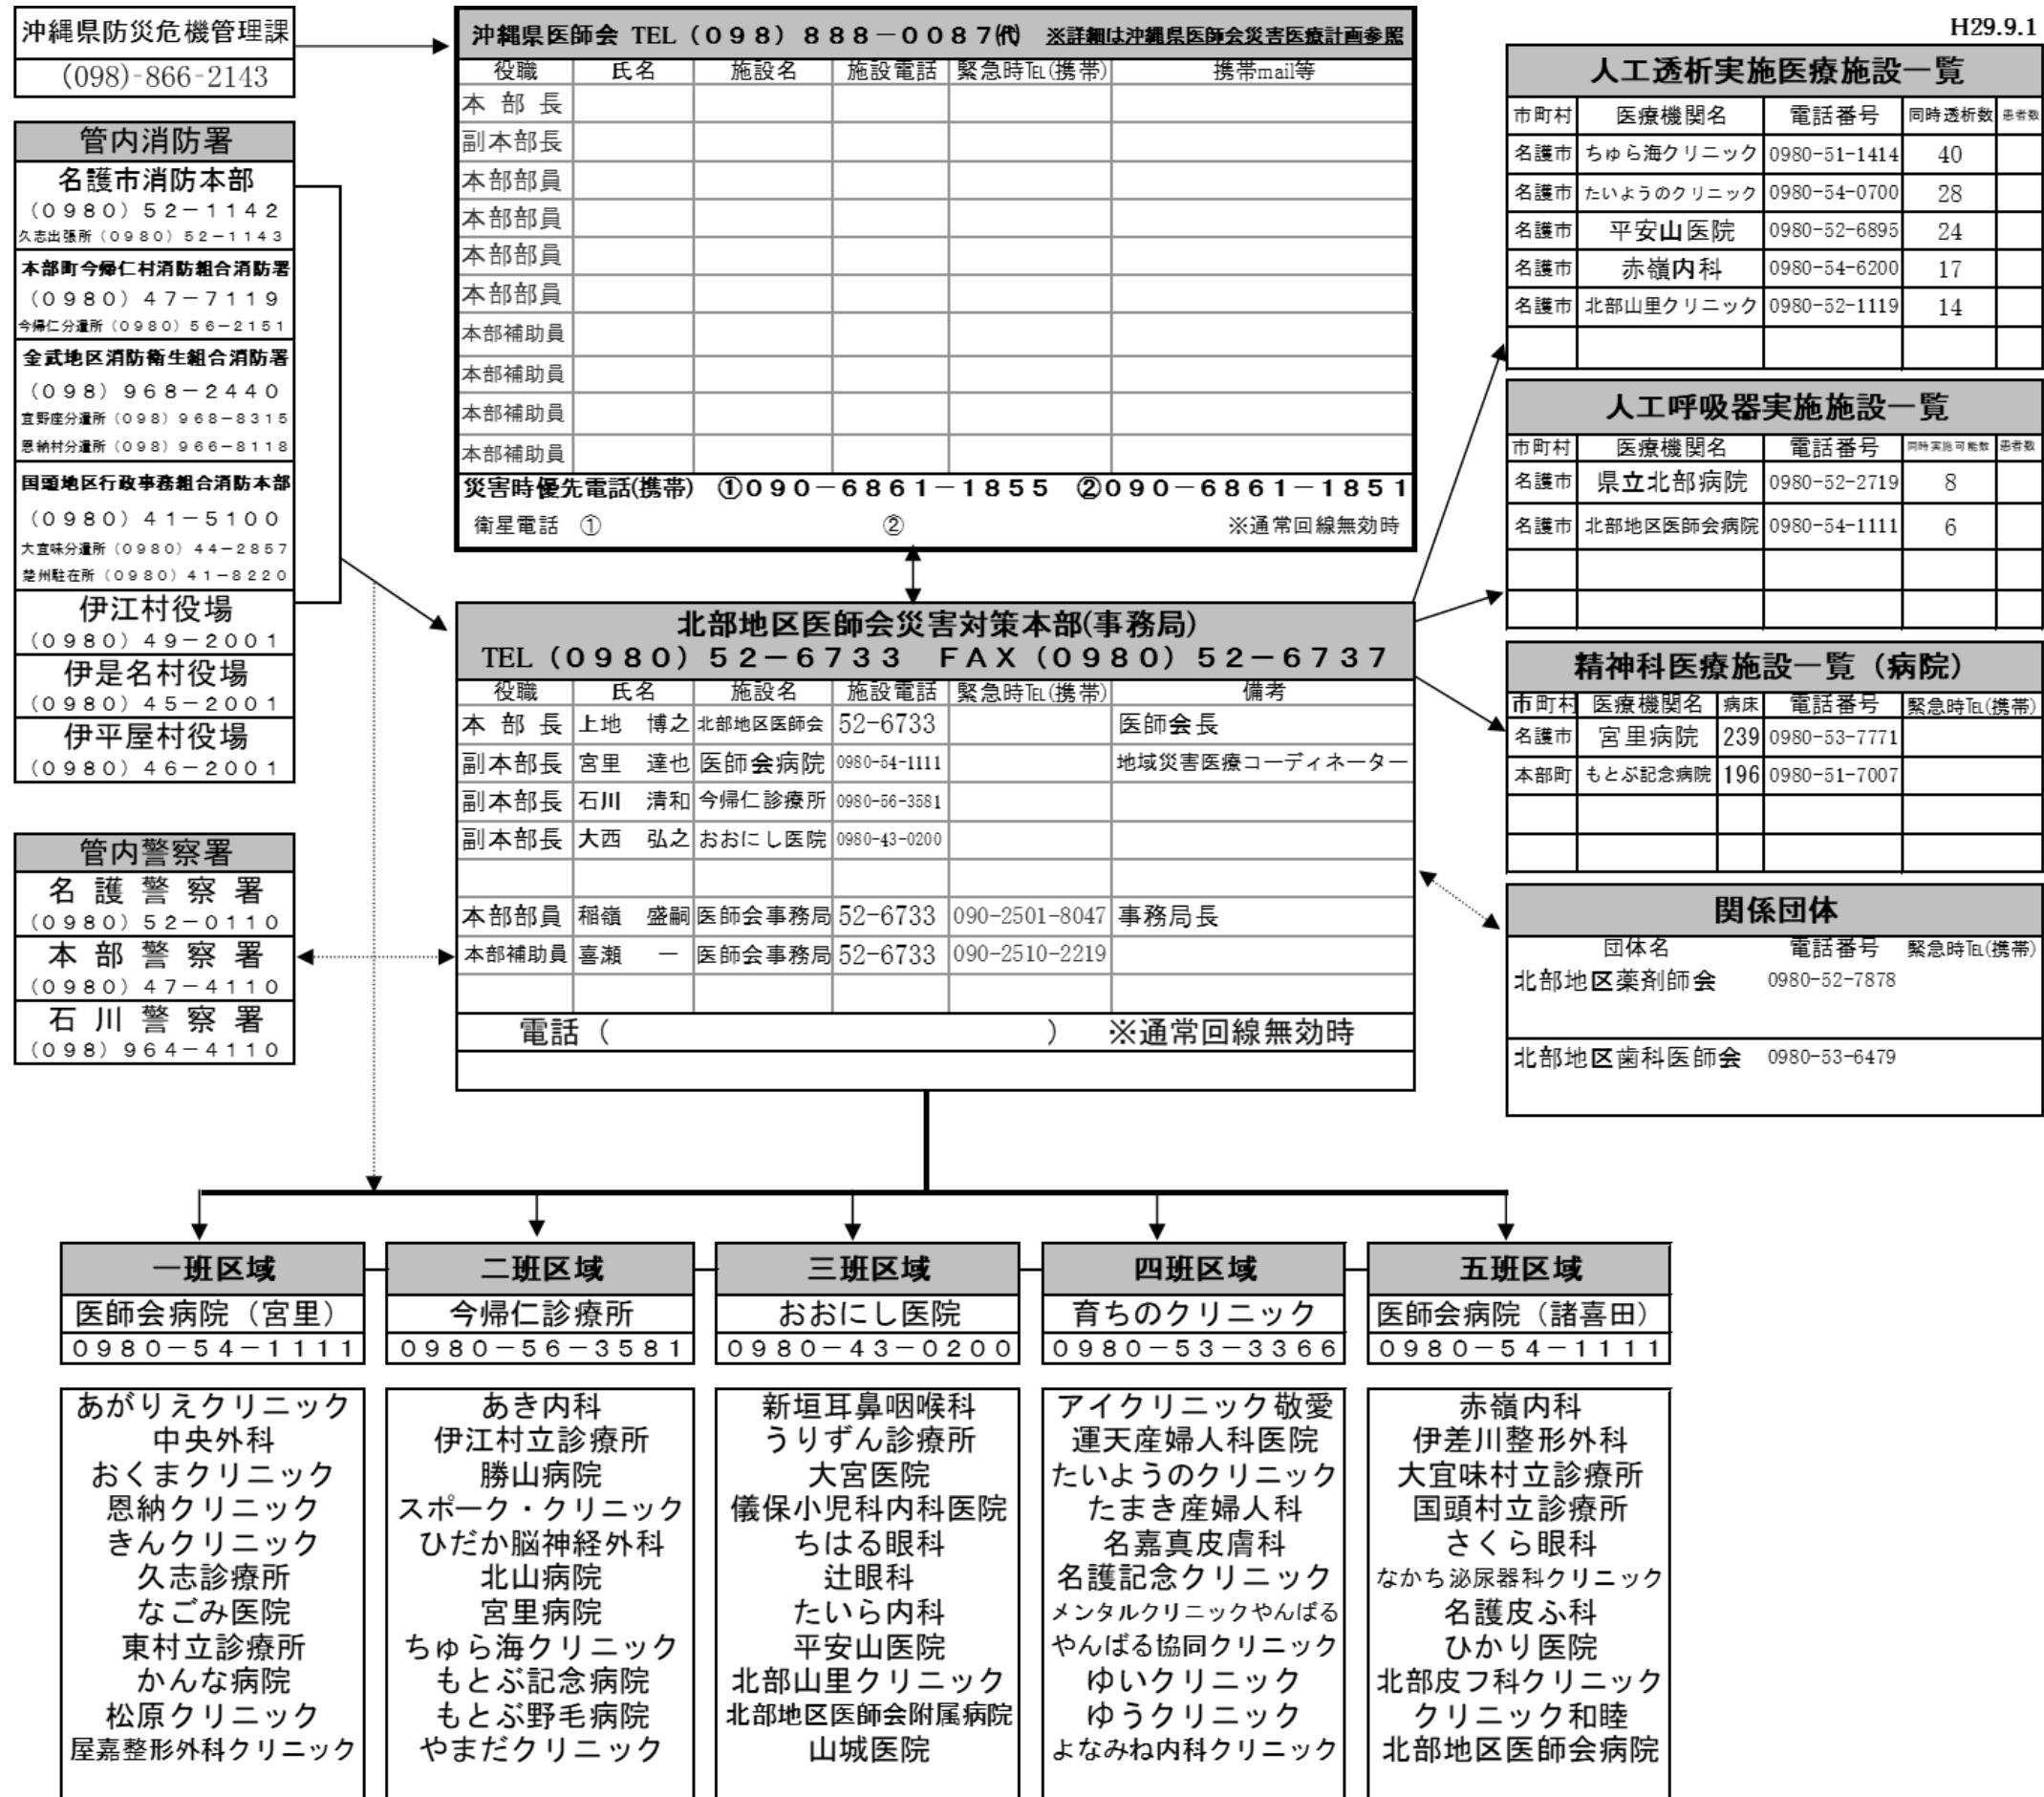 H29.9.1
沖縄県防災危機管理課
(098)-866-2143
管内消防署
名護市消防本部
(０９８０)５２－１１４２
久志出張所(０９８０)５２－１１４３
本部町今帰仁村消防組合消防署
(０９８０)４７－７１１９
今帰仁分遣所(０９８０)５６－２１５１
金武地区消防衛生組合消防署
(０９８)９６８－２４４０
宜野座分遣所(０９８)９６８－８３１５
恩納村分遣所(０９８)９６６－８１１８
国頭地区行政事務組合消防本部
(０９８０)４１－５１００
大宜味分遣所(０９８０)４４－２８５７
楚州駐在所(０９８０)４１－８２２０
伊江村役場
(０９８０)４９－２００１
伊是名村役場
(０９８０)４５－２００１
伊平屋村役場
(０９８０)４６－２００１
管内警察署
名護警察署
(０９８０)５２－０１１０
本部警察署
(０９８０)４７－４１１０
石川警察署
(０９８)９６４－４１１０
沖縄県医師会 TEL(０９８)８８８－００８７㈹ ※詳細は沖縄県医師会災害医療計画参照
役職 氏名 施設名 施設電話 緊急時℡(携帯) 携帯mail等
本 部 長
副本部長
本部部員
本部部員
本部部員
本部部員
本部補助員
本部補助員
本部補助員
本部補助員
災害時優先電話(携帯) ①０９０－６８６１－１８５５ ②０９０－６８６１－１８５１
衛星電話 ① ② ※通常回線無効時
北部地区医師会災害対策本部(事務局)
TEL(０９８０)５２－６７３３ ＦＡＸ(０９８０)５２－６７３７
役職 氏名 施設名 施設電話 緊急時℡(携帯) 備考
本 部 長 上地 博之 北部地区医師会 52-6733 医師会長
副本部長 宮里 達也 医師会病院 0980-54-1111 地域災害医療コーディネーター
副本部長 石川 清和 今帰仁診療所 0980-56-3581
副本部長 大西 弘之 おおにし医院 0980-43-0200
本部部員 稲嶺 盛嗣 医師会事務局 52-6733 090-2501-8047 事務局長
本部補助員 喜瀬 一 医師会事務局 52-6733 090-2510-2219
電話( ) ※通常回線無効時
人工透析実施医療施設一覧
市町村 医療機関名 電話番号 同時透析数 患者数
名護市 ちゅら海クリニック 0980-51-1414 40
名護市 たいようのクリニック 0980-54-0700 28
名護市 平安山医院 0980-52-6895 24
名護市 赤嶺内科 0980-54-6200 17
名護市 北部山里クリニック 0980-52-1119 14
人工呼吸器実施施設一覧
市町村 医療機関名 電話番号 同時実施可能数 患者数
名護市 県立北部病院 0980-52-2719 8
名護市 北部地区医師会病院 0980-54-1111 6
精神科医療施設一覧（病院）
市町村 医療機関名 病床 電話番号 緊急時℡(携帯)
名護市 宮里病院 239 0980-53-7771
本部町 もとぶ記念病院 196 0980-51-7007
関係団体
団体名 電話番号 緊急時℡(携帯)
北部地区薬剤師会 0980-52-7878
北部地区歯科医師会 0980-53-6479
一班区域
医師会病院（宮里）
０９８０－５４－１１１１
あがりえクリニック
中央外科
おくまクリニック
恩納クリニック
きんクリニック
久志診療所
なごみ医院
東村立診療所
かんな病院
松原クリニック
屋嘉整形外科クリニック
二班区域
今帰仁診療所
０９８０－５６－３５８１
あき内科
伊江村立診療所
勝山病院
スポーク・クリニック
ひだか脳神経外科
北山病院
宮里病院
ちゅら海クリニック
もとぶ記念病院
もとぶ野毛病院
やまだクリニック
三班区域
おおにし医院
０９８０－４３－０２００
新垣耳鼻咽喉科
うりずん診療所
大宮医院
儀保小児科内科医院
ちはる眼科
辻眼科
たいら内科
平安山医院
北部山里クリニック
北部地区医師会附属病院
山城医院
四班区域
育ちのクリニック
０９８０－５３－３３６６
アイクリニック敬愛
運天産婦人科医院
たいようのクリニック
たまき産婦人科
名嘉真皮膚科
名護記念クリニック
メンタルクリニックやんばる
やんばる協同クリニック
ゆいクリニック
ゆうクリニック
よなみね内科クリニック
五班区域
医師会病院（諸喜田）
０９８０－５４－１１１１
赤嶺内科
伊差川整形外科
大宜味村立診療所
国頭村立診療所
さくら眼科
なかち泌尿器科クリニック
名護皮ふ科
ひかり医院
北部皮フ科クリニック
クリニック和睦
北部地区医師会病院